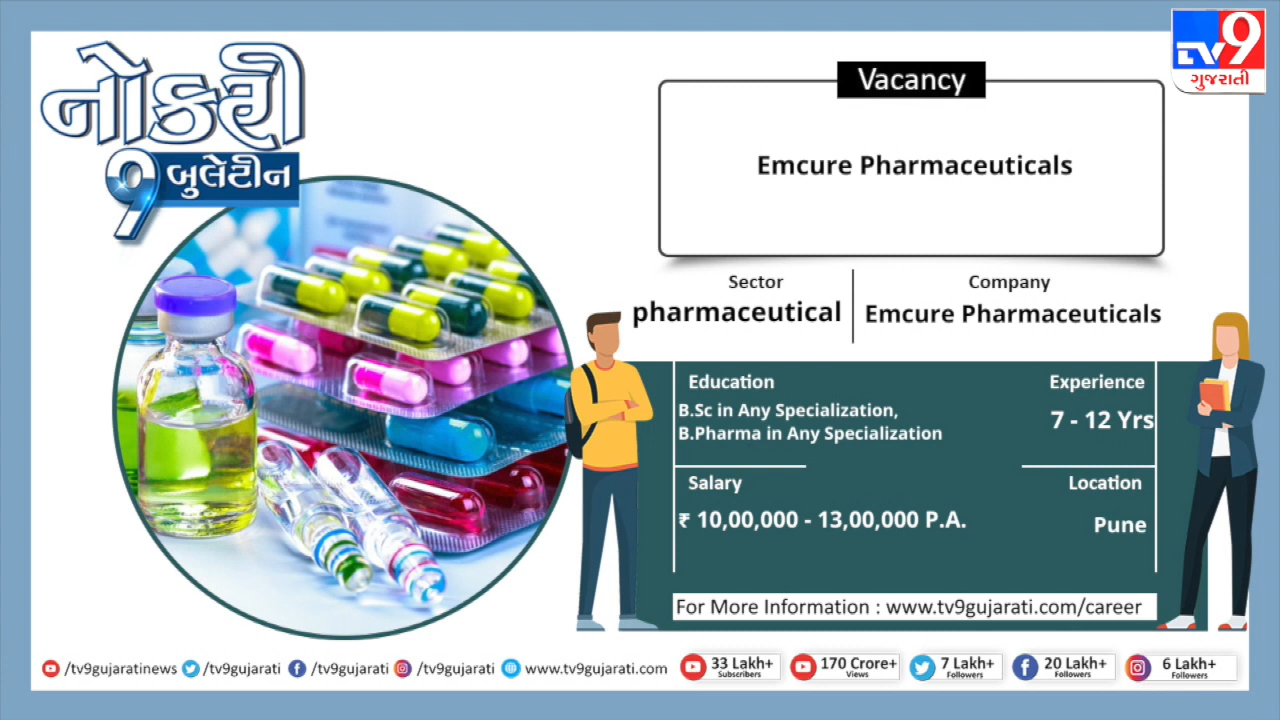 નોકરી
9 બુલેટીન
TV9
ગુજરાતી
Vacancy
Emcure Pharmaceuticals
Sector
pharmaceutical
Company
Emcure Pharmaceuticals
Education
B.Sc in Any Specialization,
B.Pharma in Any Specialization
Experience
7 - 12 Yrs
Salary
₹ 10,00,000 - 13,00,000 P.A.
Location
Pune
For More Information : www.tv9gujarati.com/career
/tv9gujaratinews /tv9gujarati /tv9gujarati /tv9gujarati www.tv9gujarati.com
33 Lakh+
Subscribers
170 Crore+
Views
7 Lakh+
Followers
20 Lakh+
Followers
6 Lakh+
Followers